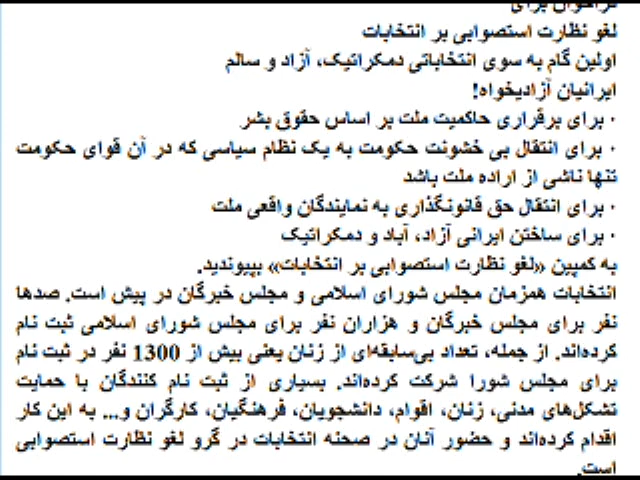 فراخوان برای
لغو نظارت استصوابی بر انتخابات
اولین گام به سوی انتخاباتی دمکراتیک، آزاد و سالم
ایرانیان آزادیخواه!
· برای برقراری حاکمیت ملت بر اساس حقوق بشر
· برای انتقال بی خشونت حکومت به یک نظام سیاسی که در آن قوای حکومت
تنها ناشی از اراده ملت باشد
· برای انتقال حق قانونگذاری به نمایندگان واقعی ملت
· برای ساختن ایرانی آزاد، آباد و دمکراتیک
به کمپین «لغو نظارت استصوابی بر انتخابات» بپیوندید.
انتخابات همزمان مجلس شورای اسلامی و مجلس خبرگان در پیش است. صدها
نفر برای مجلس خبرگان و هزاران نفر برای مجلس شورای اسلامی ثبت نام
کرده‌اند. از جمله، تعداد بی‌سابقه‌ای از زنان یعنی بیش از 1300 نفر در ثبت نام
برای مجلس شورا شرکت کرده‌اند. بسیاری از ثبت نام کنندگان با حمایت
تشکل‌های مدنی، زنان، اقوام، دانشجویان، فرهنگیان، کارگران و... به این کار
اقدام کرده‌اند و حضور آنان در صحنه انتخابات در گرو لغو نظارت استصوابی
است.